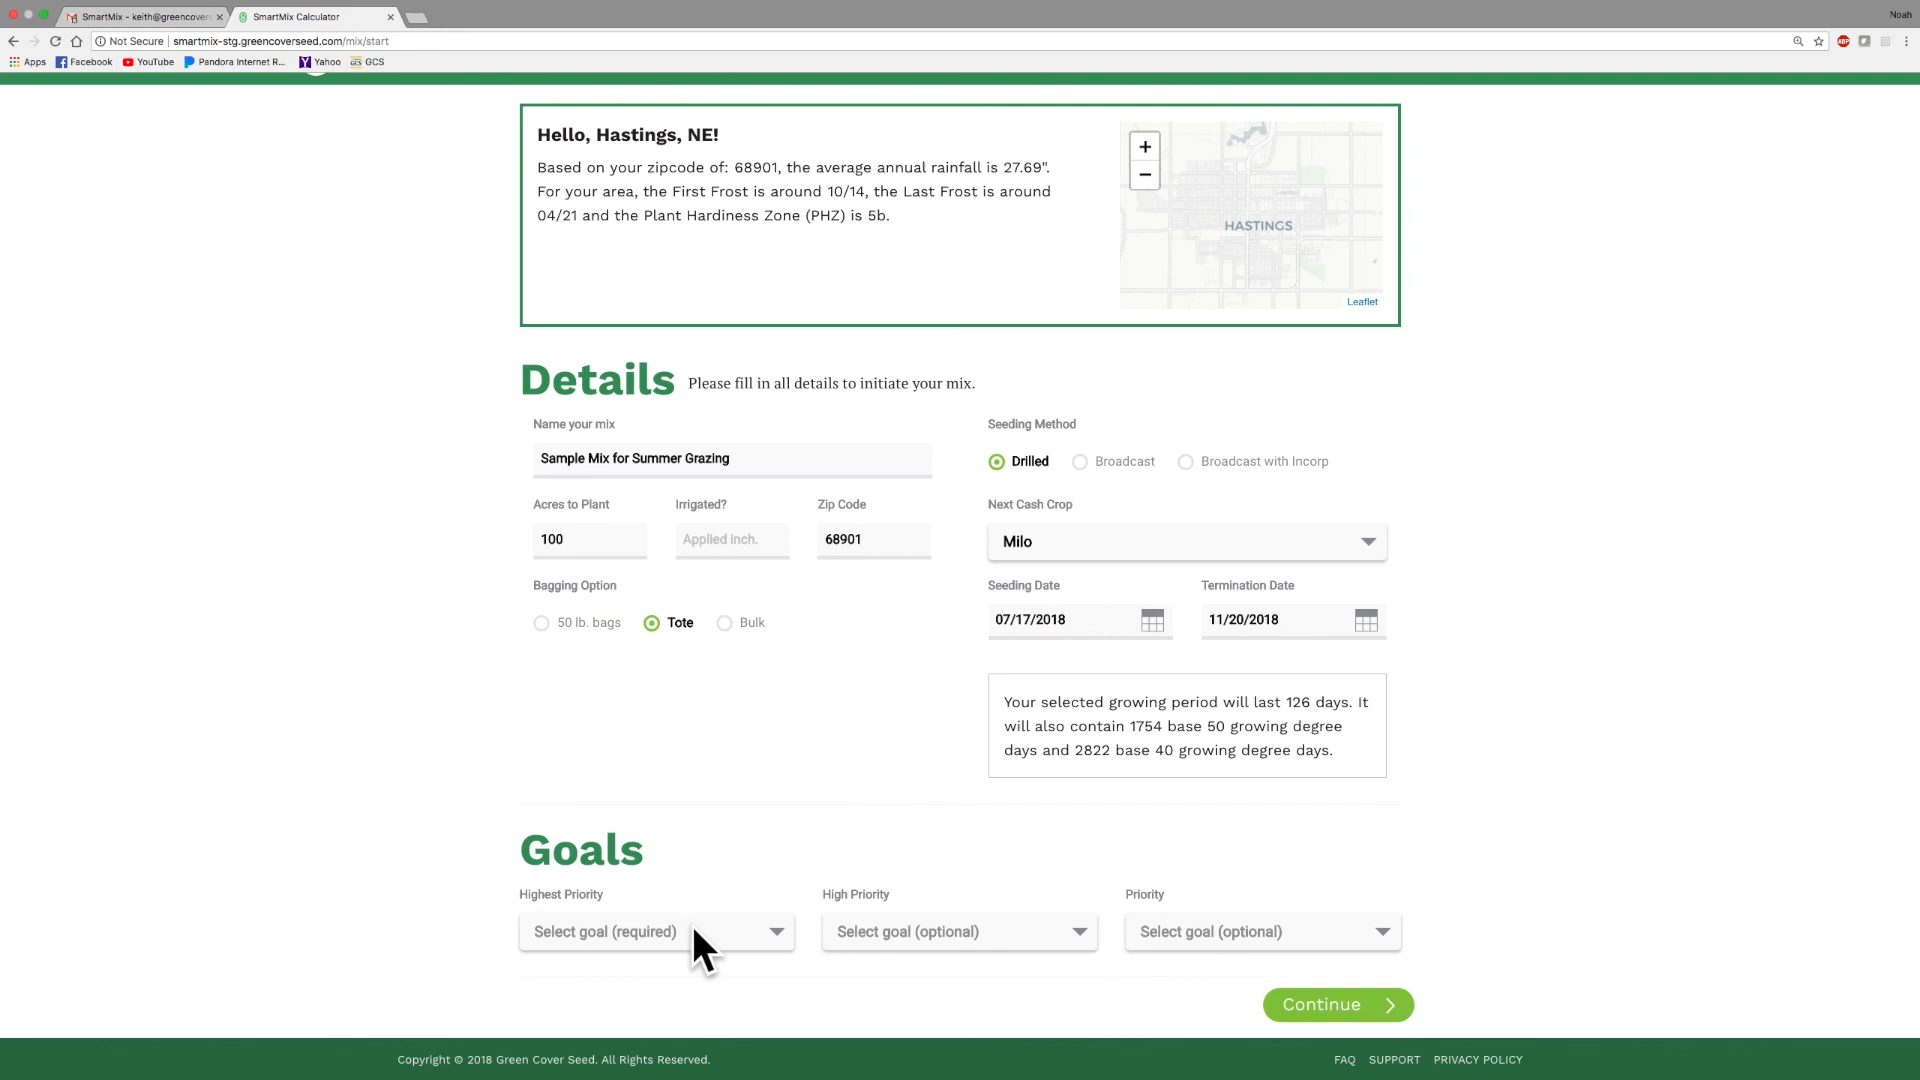 SmartMix - keith@greencovers
SmartMix Calculator
Noah
Not Secure | smartmix-stg.greencoverseed.com/mix/start
ABP
Apps Facebook YouTube Pandora Internet R... Yahoo GCS
Hello, Hastings, NE!
Based on your zipcode of: 68901, the average annual rainfall is 27.69".
For your area, the First Frost is around 10/14, the Last Frost is around
04/21 and the Plant Hardiness Zone (PHZ) is 5b.
+
−
HASTINGS
Leaflet
Details Please fill in all details to initiate your mix.
Name your mix
Sample Mix for Summer Grazing
Seeding Method
Drilled Broadcast Broadcast with Incorp
Acres to Plant Irrigated? Zip Code
100 Applied inch. 68901
Next Cash Crop
Milo
Bagging Option
50 lb. bags Tote Bulk
Seeding Date Termination Date
07/17/2018 11/20/2018
Your selected growing period will last 126 days. It
will also contain 1754 base 50 growing degree
days and 2822 base 40 growing degree days.
Goals
Highest Priority High Priority Priority
Select goal (required) Select goal (optional) Select goal (optional)
Continue
Copyright © 2018 Green Cover Seed. All Rights Reserved.
FAQ SUPPORT PRIVACY POLICY